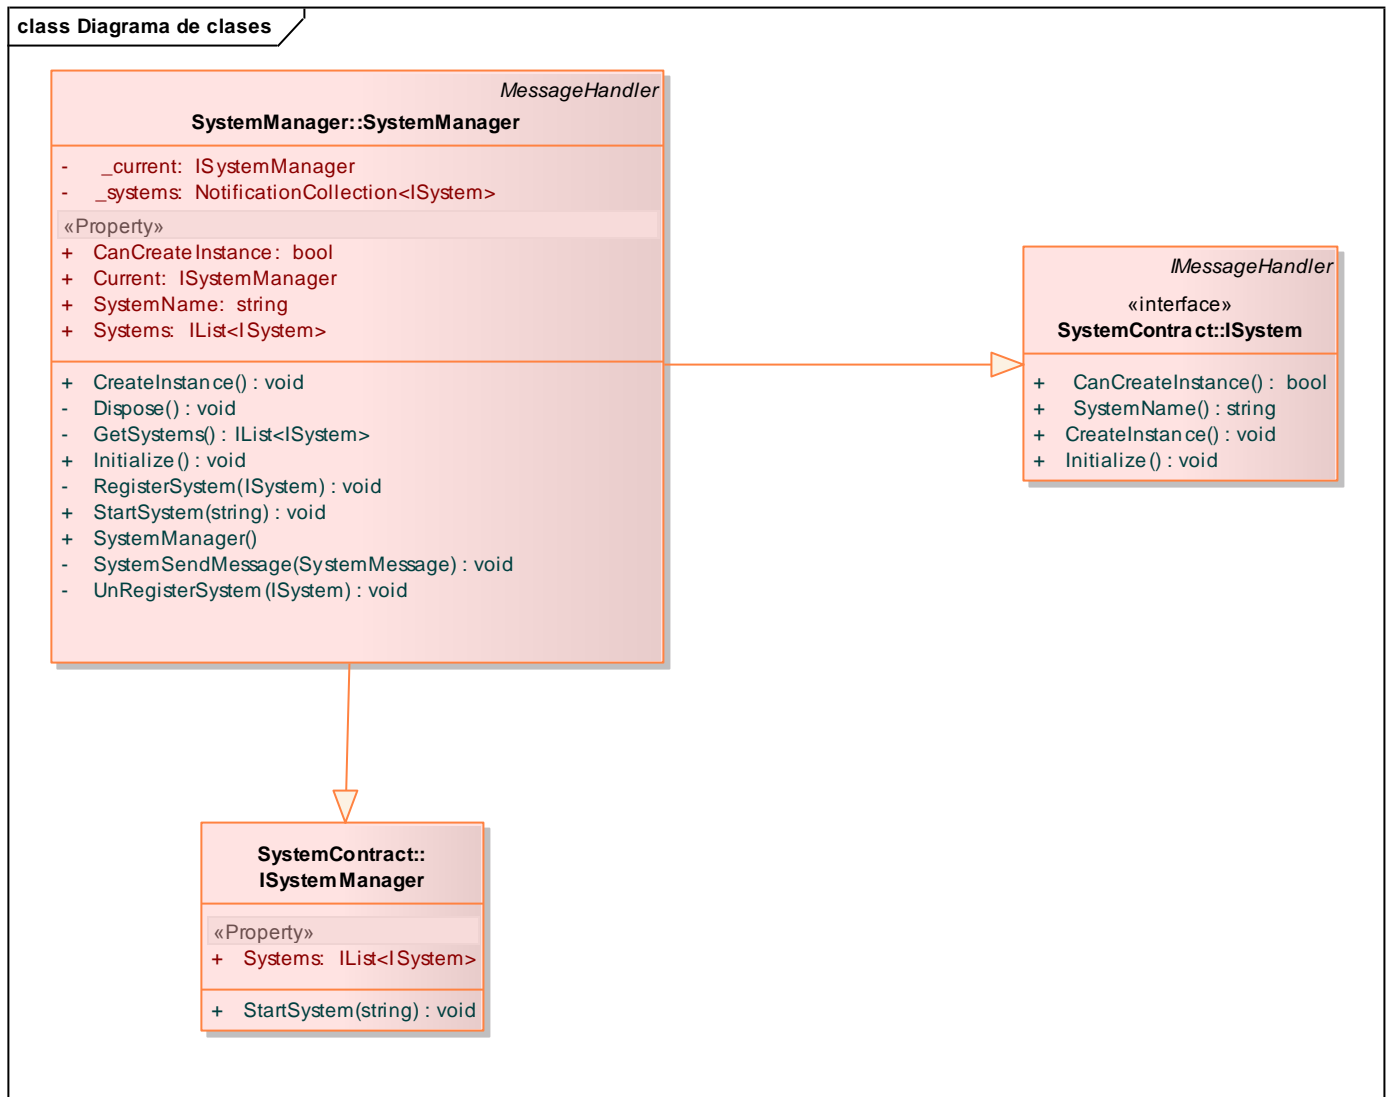 class Diagrama de clases
MessageHandler
SystemManager::SystemManager
- _current: ISystemManager
- _systems: NotificationCollection<ISystem>
«Property»
+ CanCreateInstance: bool
+ Current: ISystemManager
+ SystemName: string
+ Systems: IList<ISystem>
+ CreateInstance() : void
- Dispose() : void
- GetSystems() : IList<ISystem>
+ Initialize() : void
- RegisterSystem(ISystem) : void
+ StartSystem(string) : void
+ SystemManager()
- SystemSendMessage(SystemMessage) : void
- UnRegisterSystem(ISystem) : void
IMessageHandler
«interface»
SystemContract::ISystem
+ CanCreateInstance() : bool
+ SystemName() : string
+ CreateInstance() : void
+ Initialize() : void
SystemContract::
ISystemManager
«Property»
+ Systems: IList<ISystem>
+ StartSystem(string) : void